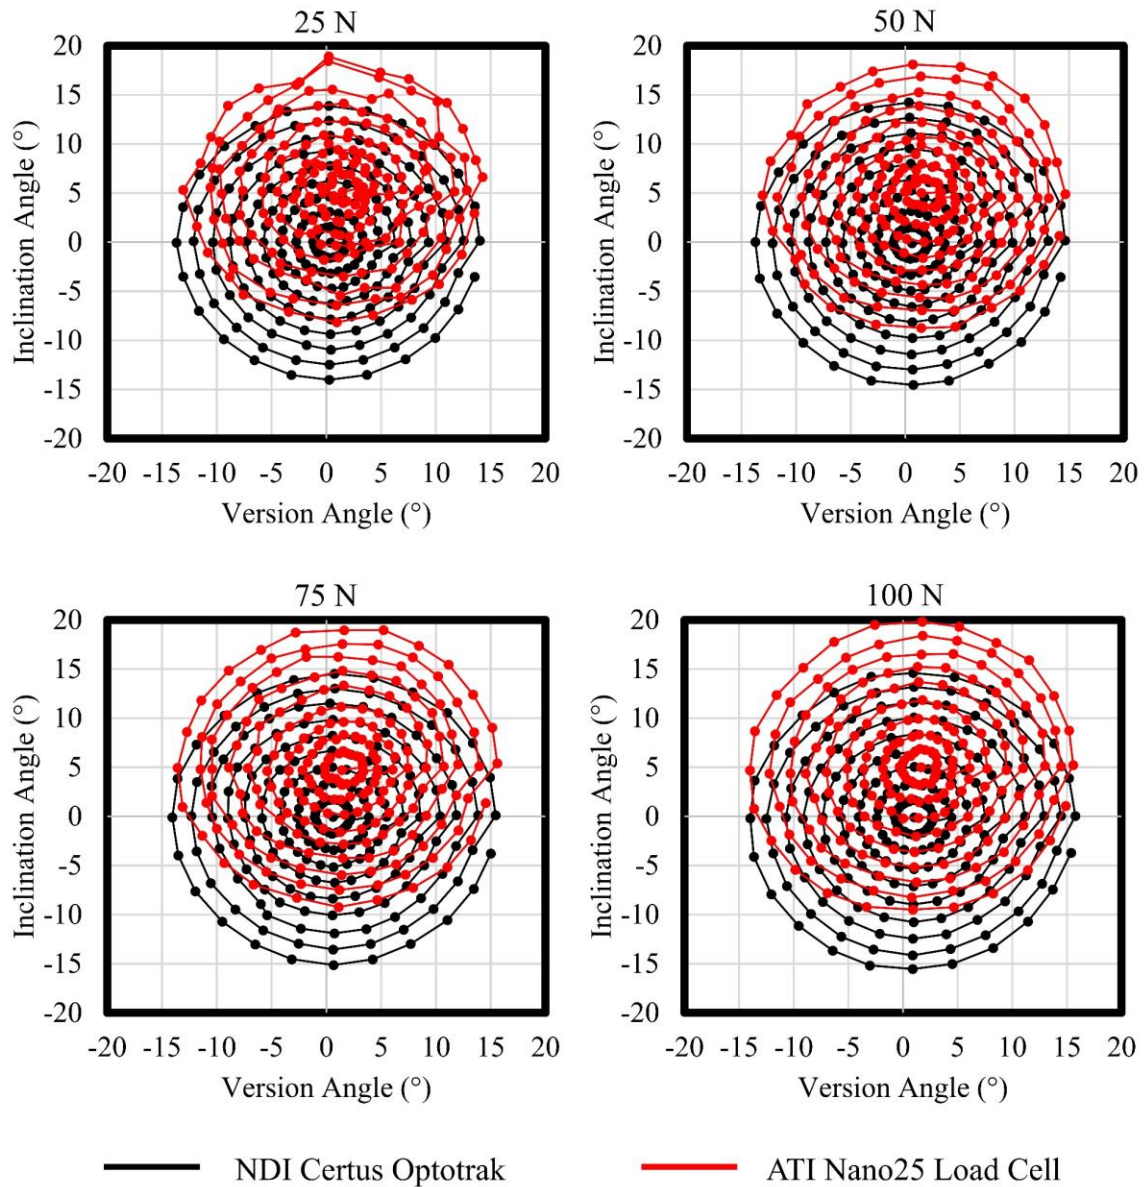 25 N
20
15
10
5
0
-5
-10
-15
-20
Inclination Angle (°)
-20 -15 -10 -5 0 5 10 15 20
Version Angle (°)
50 N
20
15
10
5
0
-5
-10
-15
-20
Inclination Angle (°)
-20 -15 -10 -5 0 5 10 15 20
Version Angle (°)
75 N
20
15
10
5
0
-5
-10
-15
-20
Inclination Angle (°)
-20 -15 -10 -5 0 5 10 15 20
Version Angle (°)
100 N
20
15
10
5
0
-5
-10
-15
-20
Inclination Angle (°)
-20 -15 -10 -5 0 5 10 15 20
Version Angle (°)
NDI Certus Optotrak
ATI Nano25 Load Cell